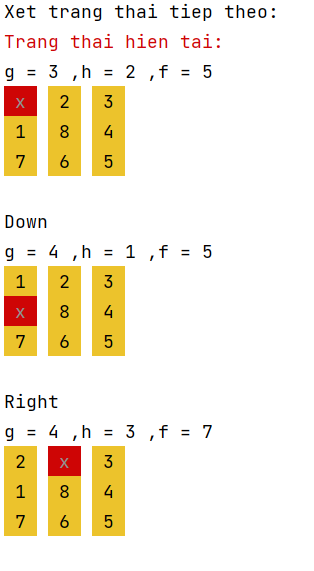 Xet trang thai tiep theo:
Trang thai hien tai:
g = 3 ,h = 2 ,f = 5
x 2 3
1 8 4
7 6 5
Down
g = 4 ,h = 1 ,f = 5
1 2 3
x 8 4
7 6 5
Right
g = 4 ,h = 3 ,f = 7
2 x 3
1 8 4
7 6 5